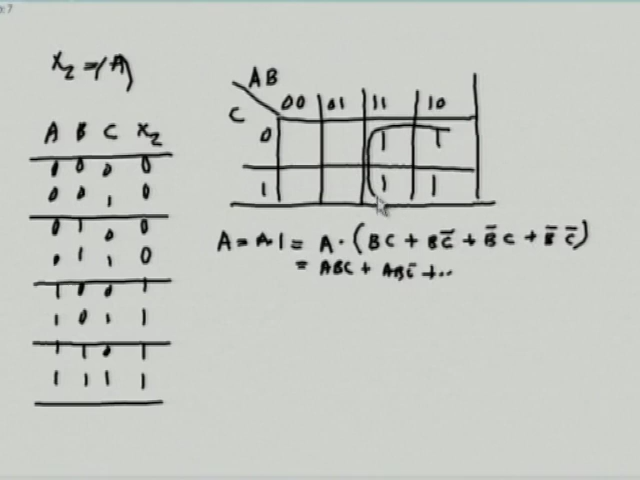 :7
X₂ = (A)
A B C X₂
0 0 0 0
0 0 1 0
0 1 0 0
0 1 1 0
1 0 0 1
1 0 1 1
1 1 0 1
1 1 1 1
AB
C 00 01 11 10
0 1 1
1 1 1
A = A·1 = A · (BC + BC̅ + B̅C + B̅ C̅)
= ABC + ABC̅ + ..